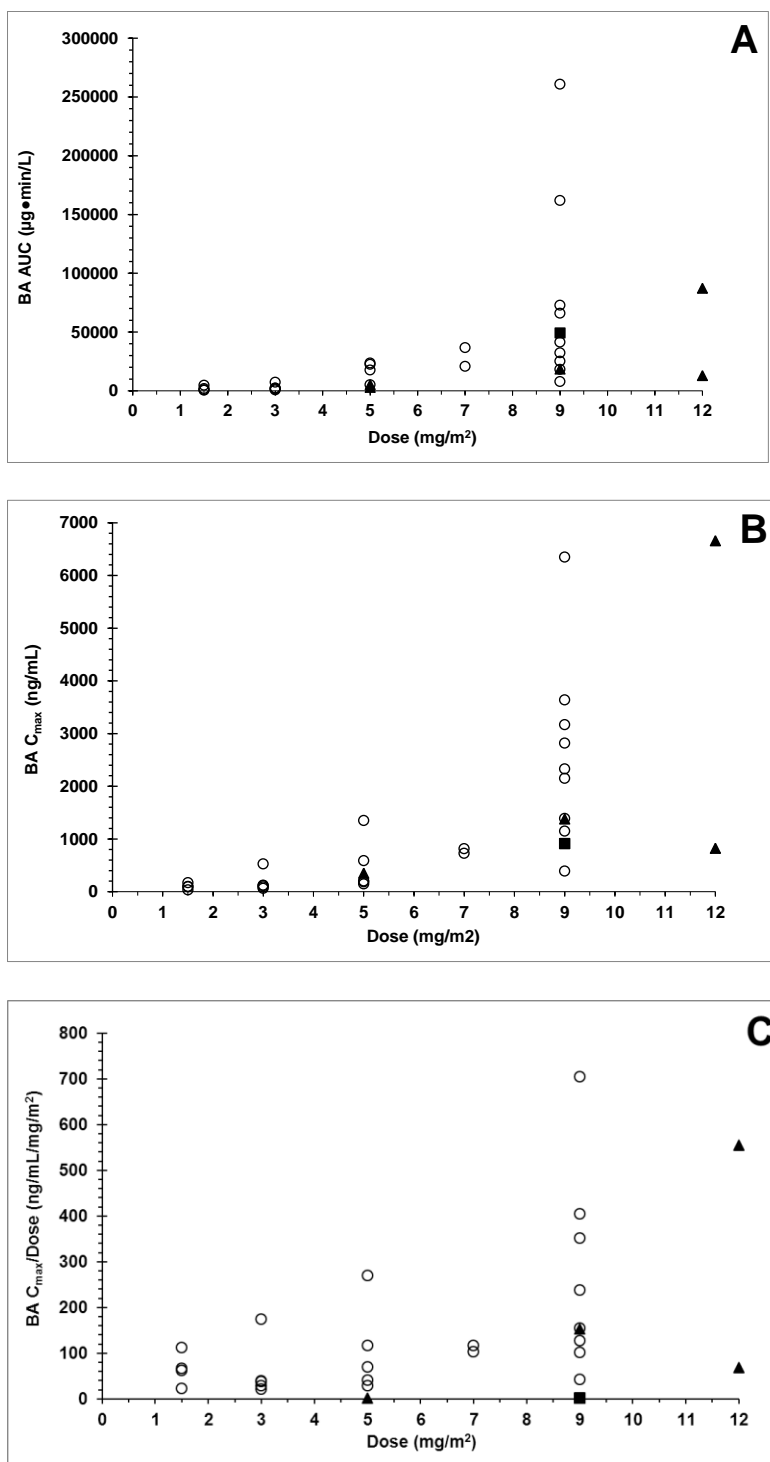 A
300000
250000
200000
150000
100000
50000
0
BA AUC (µg●min/L)
0 1 2 3 4 5 6 7 8 9 10 11 12
Dose (mg/m²)
B
7000
6000
5000
4000
3000
2000
1000
0
BA Cmax (ng/mL)
0 1 2 3 4 5 6 7 8 9 10 11 12
Dose (mg/m2)
C
800
700
600
500
400
300
200
100
0
BA Cmax/Dose (ng/mL/mg/m²)
0 1 2 3 4 5 6 7 8 9 10 11 12
Dose (mg/m²)